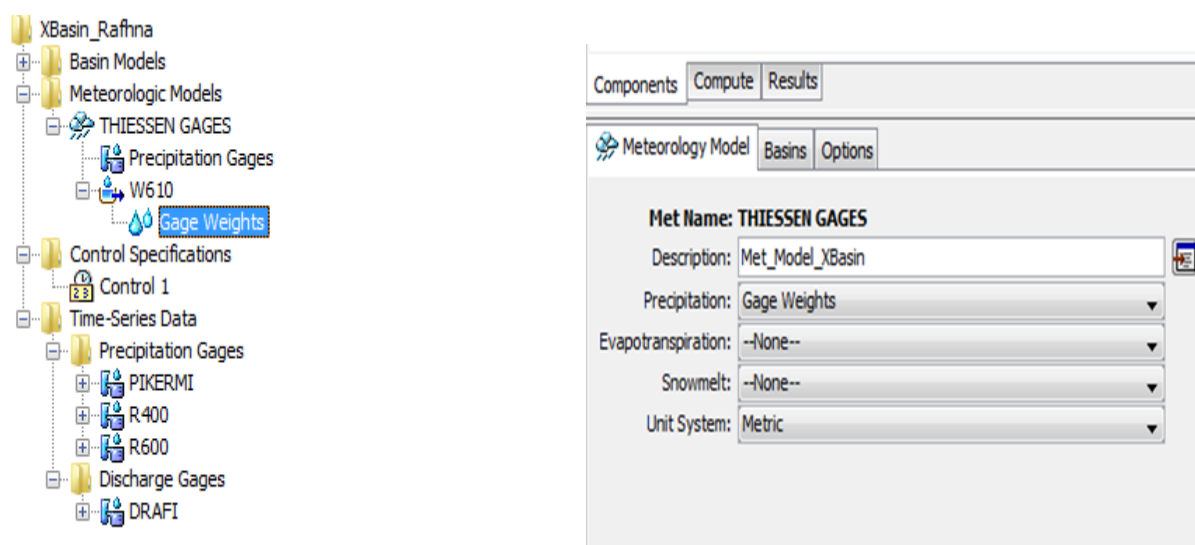 XBasin_Rafhna
Basin Models
Meteorologic Models
THIESSEN GAGES
Precipitation Gages
W610
Gage Weights
Control Specifications
Control 1
Time-Series Data
Precipitation Gages
PIKERMI
R400
R600
Discharge Gages
DRAFI
Components Compute Results
Meteorology Model Basins Options
Met Name: THIESSEN GAGES
Description: Met_Model_XBasin
Precipitation: Gage Weights
Evapotranspiration: --None--
Snowmelt: --None--
Unit System: Metric